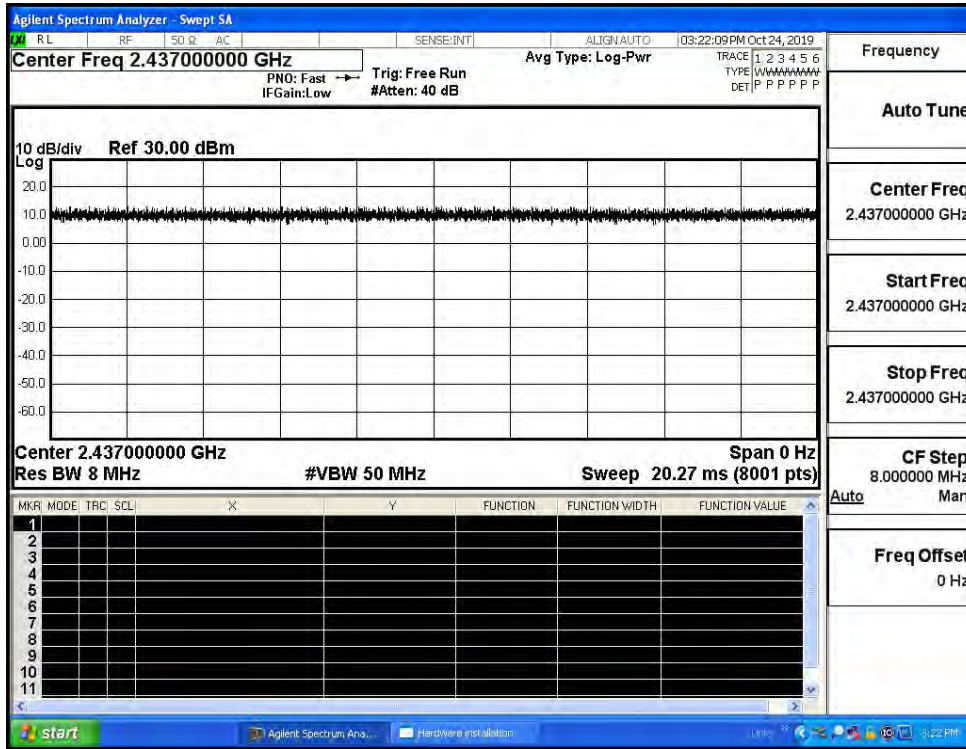 Agilent Spectrum Analyzer - Swept SA
LXI RL RF 50 Ω AC SENSE:INT ALIGN AUTO 03:22:09 PM Oct 24, 2019
Center Freq 2.437000000 GHz
PNO: Fast Trig: Free Run
IFGain:Low #Atten: 40 dB
Avg Type: Log-Pwr
TRACE 1 2 3 4 5 6
TYPE WWWWWW
DET P P P P P P
10 dB/div Ref 30.00 dBm
Log
20.0
10.0
0.00
-10.0
-20.0
-30.0
-40.0
-50.0
-60.0
Center 2.437000000 GHz Span 0 Hz
Res BW 8 MHz #VBW 50 MHz Sweep 20.27 ms (8001 pts)
MKR MODE TRC SCL X Y FUNCTION FUNCTION WIDTH FUNCTION VALUE
1
2
3
4
5
6
7
8
9
10
11
Frequency
Auto Tune
Center Freq
2.437000000 GHz
Start Freq
2.437000000 GHz
Stop Freq
2.437000000 GHz
CF Step
8.000000 MHz
Auto Man
Freq Offset
0 Hz
start Agilent Spectrum Ana... Hardware installation Links 3:22 PM